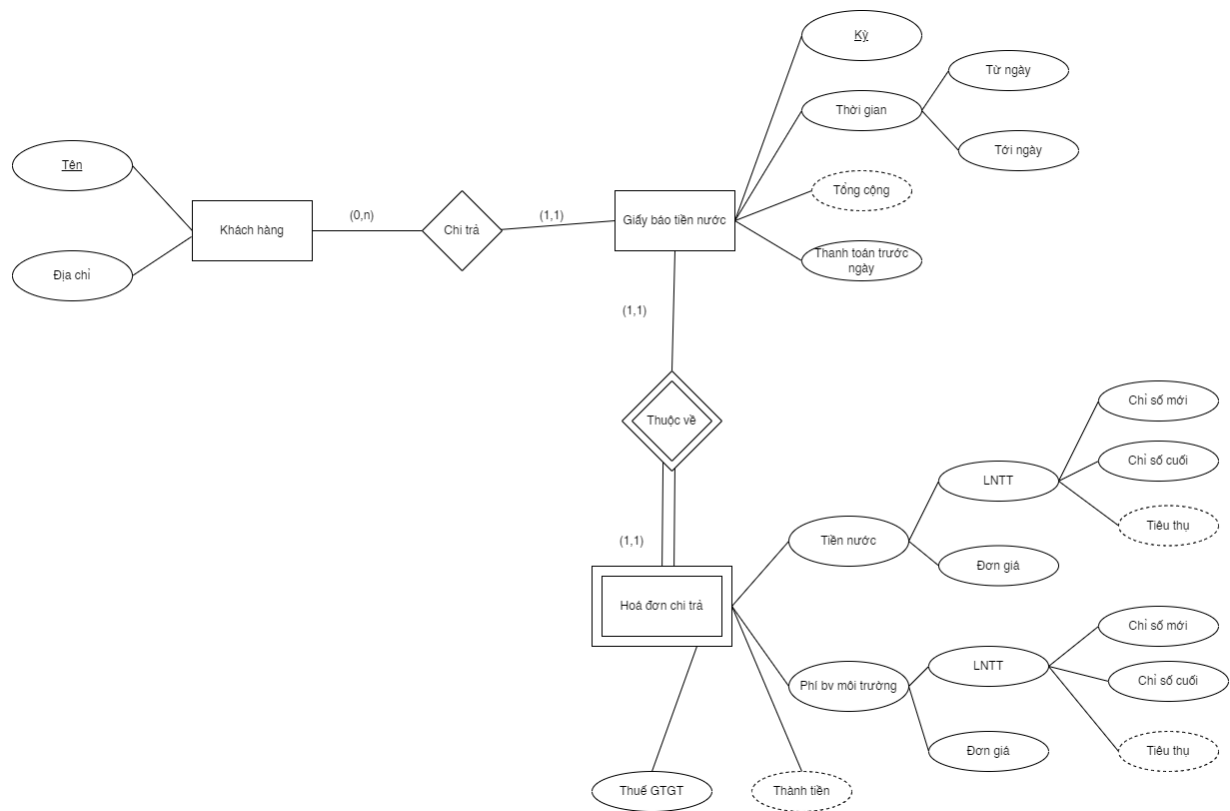 Kỳ
Từ ngày
Thời gian
Tới ngày
Tên
Tổng cộng
Khách hàng
(0,n)
Chi trả
(1,1)
Giấy báo tiền nước
Thanh toán trước
ngày
Địa chỉ
(1,1)
Thuộc về
Chỉ số mới
Chỉ số cuối
LNTT
Tiêu thụ
(1,1)
Tiền nước
Đơn giá
Hoá đơn chi trả
Chỉ số mới
LNTT
Chỉ số cuối
Phí bv môi trường
Đơn giá
Tiêu thụ
Thuế GTGT
Thành tiền